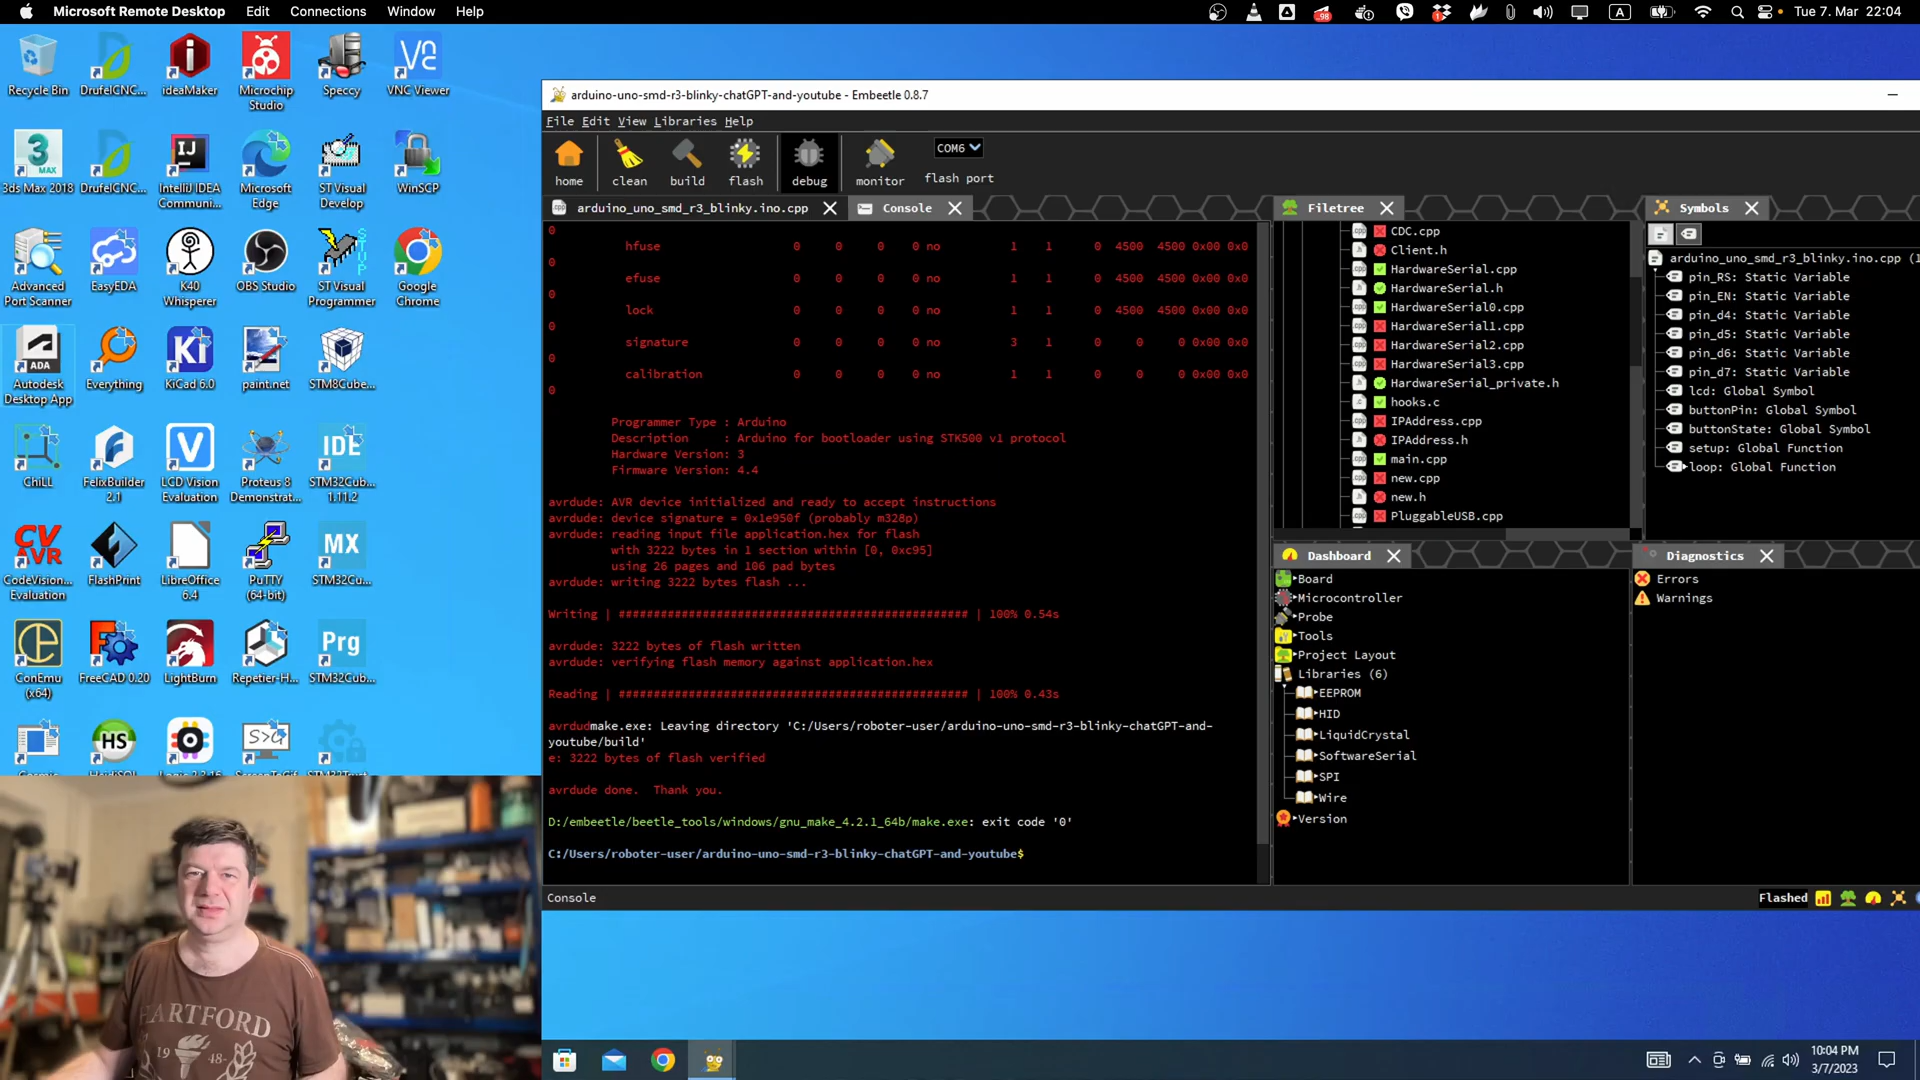 Microsoft Remote Desktop Edit Connections Window Help
A
Tue 7. Mar 22:04
Recycle Bin
DrufelCNC...
ideaMaker
Microchip
Studio
Speccy
VNC Viewer
3ds Max 2018
DrufelCNC...
IntelliJ IDEA
Communi...
Microsoft
Edge
ST Visual
Develop
WinSCP
Advanced
Port Scanner
EasyEDA
K40
Whisperer
OBS Studio
ST Visual
Programmer
Google
Chrome
Autodesk
Desktop App
Everything
KiCad 6.0
paint.net
STM8Cube...
ChiLL
FelixBuilder
2.1
LCD Vision
Evaluation
Proteus 8
Demonstrat...
STM32Cub...
1.11.2
CodeVision...
Evaluation
FlashPrint
LibreOffice
6.4
PuTTY
(64-bit)
STM32Cub...
ConEmu
(x64)
FreeCAD 0.20
LightBurn
Repetier-H...
STM32Cub...
HARTFORD
19 48-
arduino-uno-smd-r3-blinky-chatGPT-and-youtube - Embeetle 0.8.7
File Edit View Libraries Help
home
clean
build
flash
debug
monitor
COM6
flash port
arduino_uno_smd_r3_blinky.ino.cpp
Console
0
hfuse 0 0 0 0 no 1 1 0 4500 4500 0x00 0x0
0
efuse 0 0 0 0 no 1 1 0 4500 4500 0x00 0x0
0
lock 0 0 0 0 no 1 1 0 4500 4500 0x00 0x0
0
signature 0 0 0 0 no 3 1 0 0 0 0x00 0x0
0
calibration 0 0 0 0 no 1 1 0 0 0 0x00 0x0
0
Programmer Type : Arduino
Description : Arduino for bootloader using STK500 v1 protocol
Hardware Version: 3
Firmware Version: 4.4
avrdude: AVR device initialized and ready to accept instructions
avrdude: device signature = 0x1e950f (probably m328p)
avrdude: reading input file application.hex for flash
with 3222 bytes in 1 section within [0, 0xc95]
using 26 pages and 106 pad bytes
avrdude: writing 3222 bytes flash ...
Writing | ################################################## | 100% 0.54s
avrdude: 3222 bytes of flash written
avrdude: verifying flash memory against application.hex
Reading | ################################################## | 100% 0.43s
avrdudmake.exe: Leaving directory 'C:/Users/roboter-user/arduino-uno-smd-r3-blinky-chatGPT-and-
youtube/build'
e: 3222 bytes of flash verified
avrdude done. Thank you.
D:/embeetle/beetle_tools/windows/gnu_make_4.2.1_64b/make.exe: exit code '0'
C:/Users/roboter-user/arduino-uno-smd-r3-blinky-chatGPT-and-youtube$
Console
Filetree
CDC.cpp
Client.h
HardwareSerial.cpp
HardwareSerial.h
HardwareSerial0.cpp
HardwareSerial1.cpp
HardwareSerial2.cpp
HardwareSerial3.cpp
HardwareSerial_private.h
hooks.c
IPAddress.cpp
IPAddress.h
main.cpp
new.cpp
new.h
PluggableUSB.cpp
Symbols
arduino_uno_smd_r3_blinky.ino.cpp (1
pin_RS: Static Variable
pin_EN: Static Variable
pin_d4: Static Variable
pin_d5: Static Variable
pin_d6: Static Variable
pin_d7: Static Variable
lcd: Global Symbol
buttonPin: Global Symbol
buttonState: Global Symbol
setup: Global Function
loop: Global Function
Dashboard
Board
Microcontroller
Probe
Tools
Project Layout
Libraries (6)
EEPROM
HID
LiquidCrystal
SoftwareSerial
SPI
Wire
Version
Diagnostics
Errors
Warnings
Flashed
10:04 PM
3/7/2023